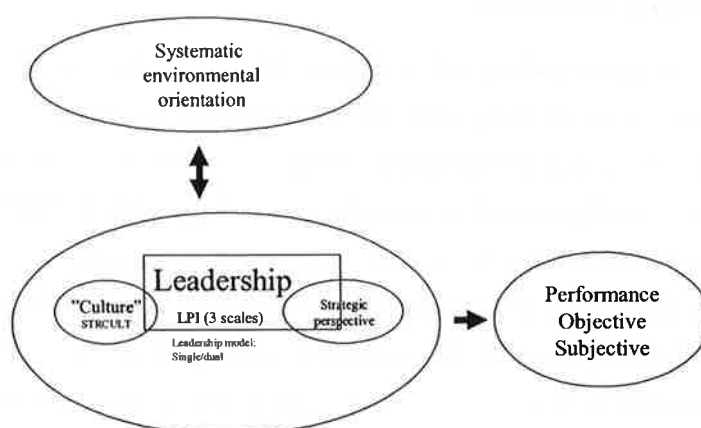 Systematic
environmental
orientation
Leadership
"Culture"
STRCULT
LPI (3 scales)
Strategic
perspective
Leadership model:
Single/dual
Performance
Objective
Subjective